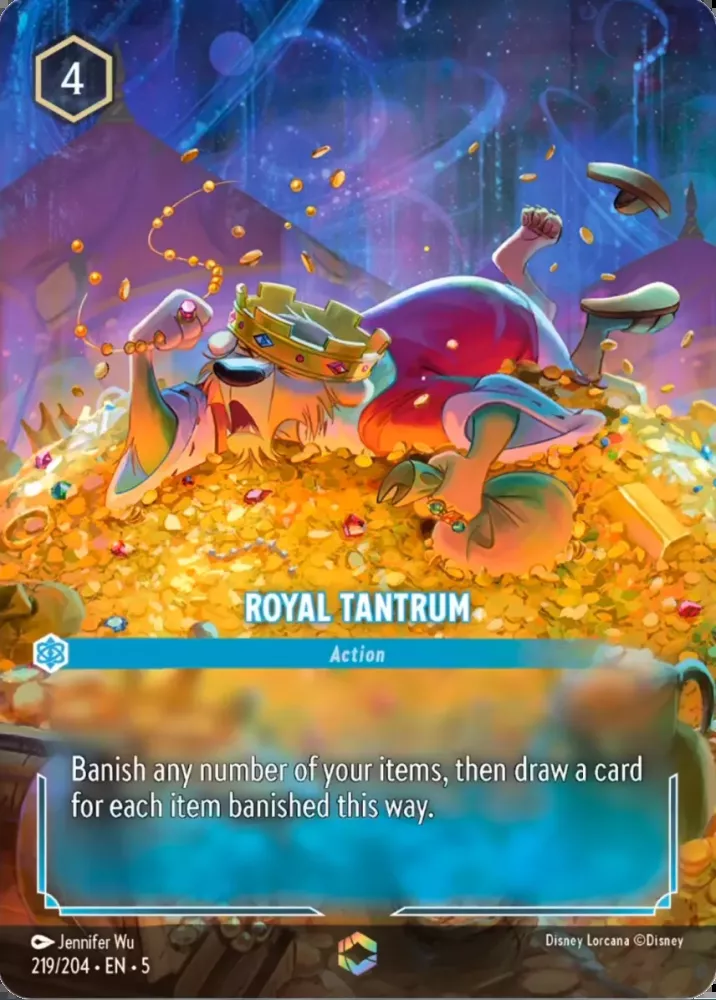 4
ROYAL TANTRUM
Action
Banish any number of your items, then draw a card
for each item banished this way.
Jennifer Wu
Disney Lorcana ©Disney
219/204 • EN • 5